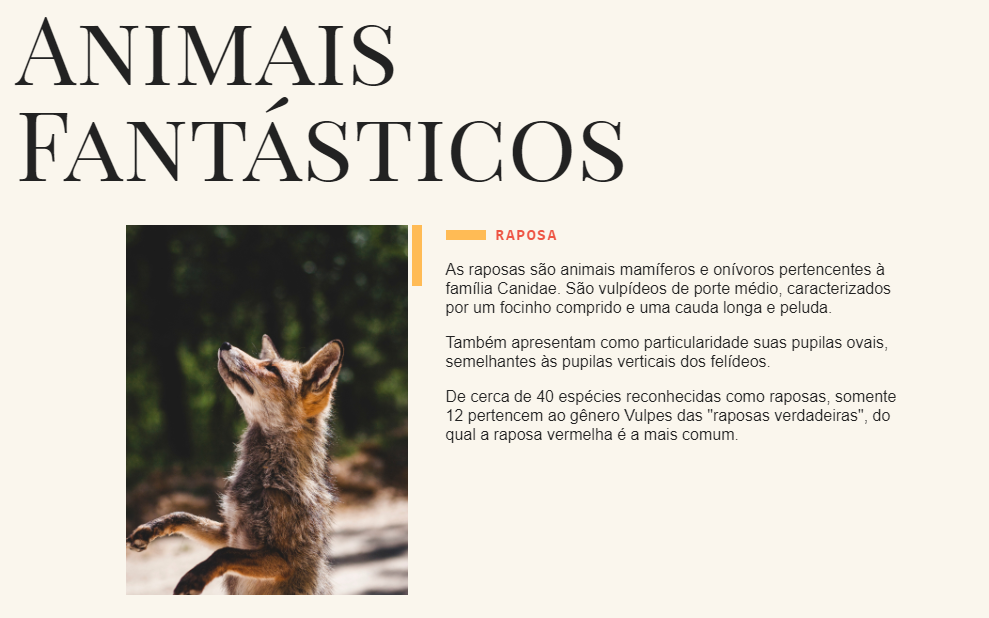 ANIMAIS
FANTÁSTICOS
RAPOSA
As raposas são animais mamíferos e onívoros pertencentes à
família Canidae. São vulpídeos de porte médio, caracterizados
por um focinho comprido e uma cauda longa e peluda.
Também apresentam como particularidade suas pupilas ovais,
semelhantes às pupilas verticais dos felídeos.
De cerca de 40 espécies reconhecidas como raposas, somente
12 pertencem ao gênero Vulpes das "raposas verdadeiras", do
qual a raposa vermelha é a mais comum.